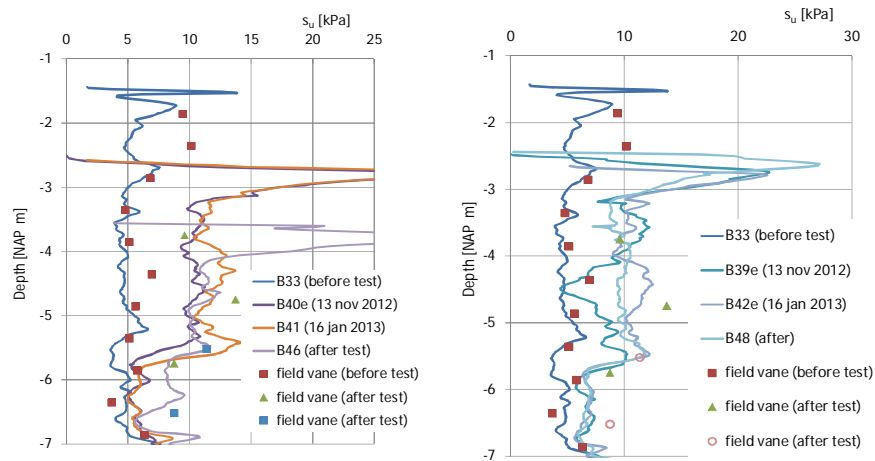 s_u [kPa]
0 5 10 15 20 25
-1
-2
-3
-4
-5
-6
-7
Depth [NAP m]
B33 (before test)
B40e (13 nov 2012)
B41 (16 jan 2013)
B46 (after test)
field vane (before test)
field vane (after test)
field vane (after test)
s_u [kPa]
0 10 20 30
-1
-2
-3
-4
-5
-6
-7
Depth [NAP m]
B33 (before test)
B39e (13 nov 2012)
B42e (16 jan 2013)
B48 (after)
field vane (before test)
field vane (after test)
field vane (after test)